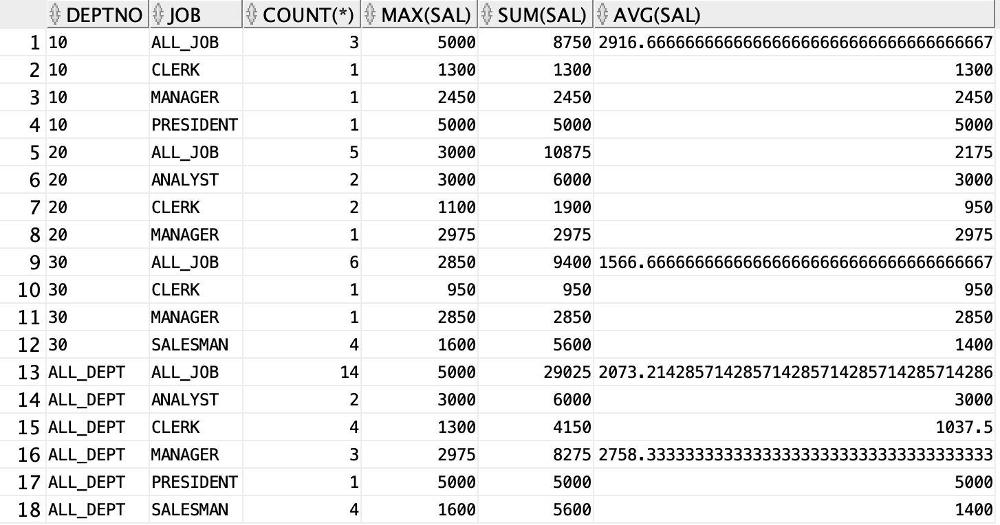 DEPTNO JOB COUNT(*) MAX(SAL) SUM(SAL) AVG(SAL)
1 10 ALL_JOB 3 5000 8750 2916.666666666666666666666666666666666667
2 10 CLERK 1 1300 1300 1300
3 10 MANAGER 1 2450 2450 2450
4 10 PRESIDENT 1 5000 5000 5000
5 20 ALL_JOB 5 3000 10875 2175
6 20 ANALYST 2 3000 6000 3000
7 20 CLERK 2 1100 1900 950
8 20 MANAGER 1 2975 2975 2975
9 30 ALL_JOB 6 2850 9400 1566.666666666666666666666666666666666667
10 30 CLERK 1 950 950 950
11 30 MANAGER 1 2850 2850 2850
12 30 SALESMAN 4 1600 5600 1400
13 ALL_DEPT ALL_JOB 14 5000 29025 2073.214285714285714285714285714285714286
14 ALL_DEPT ANALYST 2 3000 6000 3000
15 ALL_DEPT CLERK 4 1300 4150 1037.5
16 ALL_DEPT MANAGER 3 2975 8275 2758.333333333333333333333333333333333333
17 ALL_DEPT PRESIDENT 1 5000 5000 5000
18 ALL_DEPT SALESMAN 4 1600 5600 1400